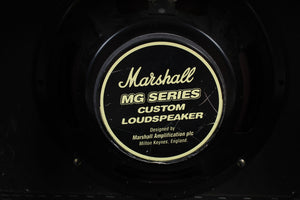 Marshall
MG SERIES
CUSTOM
LOUDSPEAKER
Designed by
Marshall Amplification plc
Milton Keynes, England.